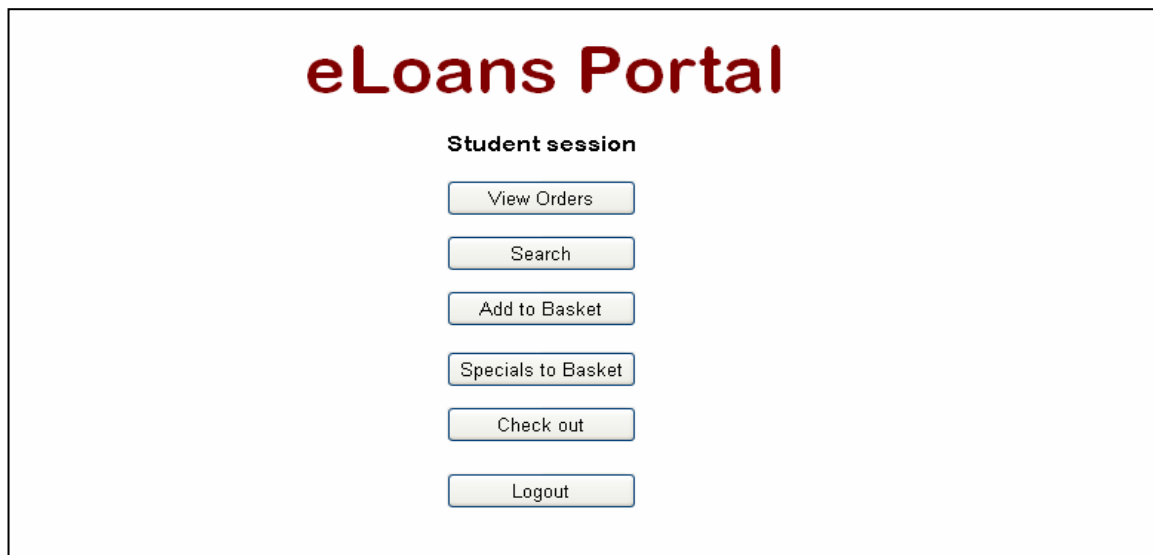 eLoans Portal
Student session
View Orders
Search
Add to Basket
Specials to Basket
Check out
Logout